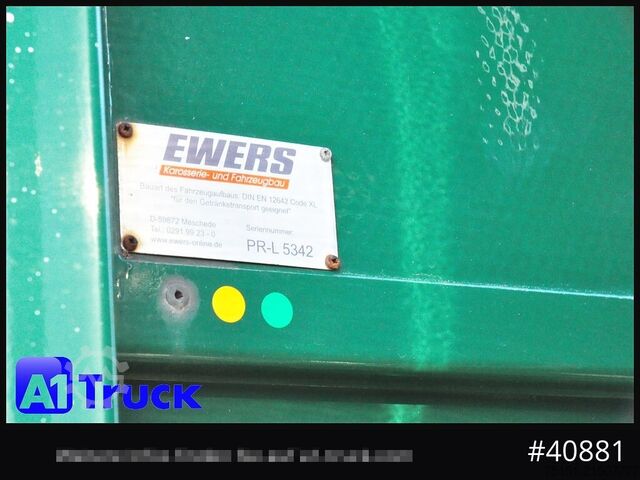 EWERS
Karosserie- und Fahrzeugbau
Bauart des Fahrzeugaufbaus: DIN EN 12642 Code XL
"für den Getränketransport geeignet"
D-59872 Meschede
Tel.: 0291 99 23 - 0
www.ewers-online.de
Seriennummer:
PR-L 5342
A1 Truck
#40881